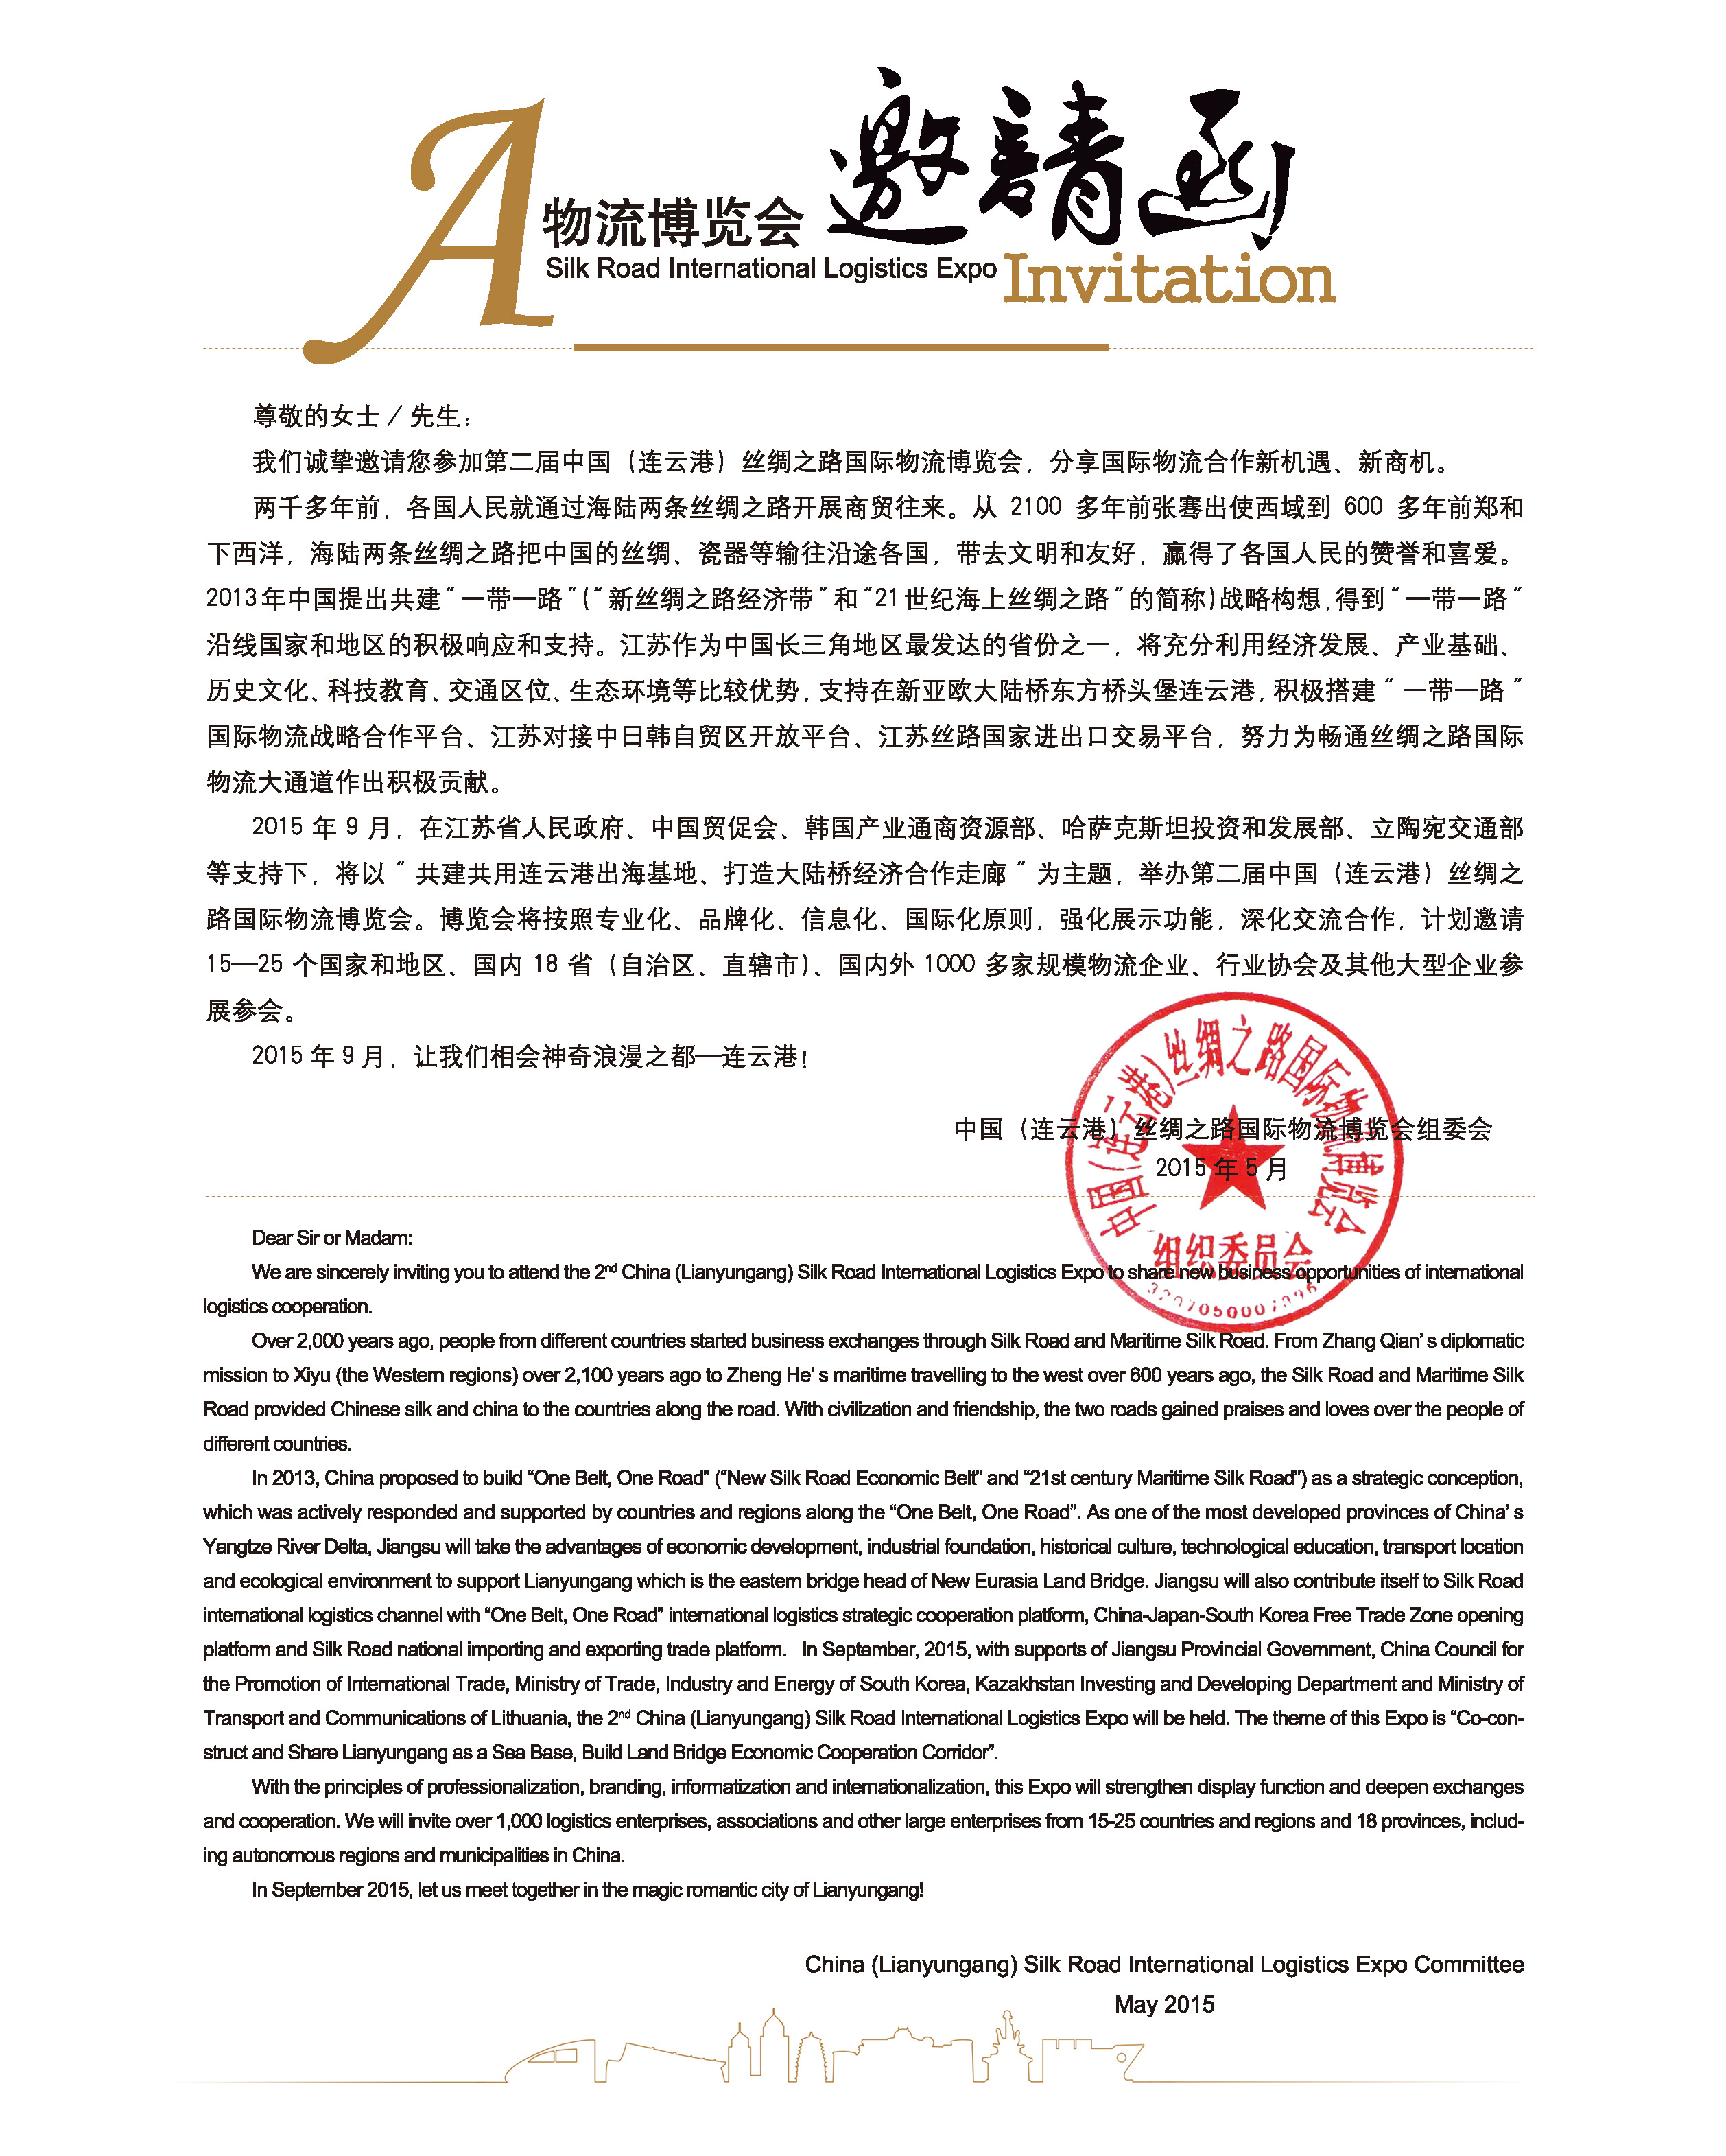 A
邀請函
物流博览会
Silk Road International Logistics Expo
Invitation
尊敬的女士/先生：
我们诚挚邀请您参加第二届中国（连云港）丝绸之路国际物流博览会，分享国际物流合作新机遇、新商机。
两千多年前，各国人民就通过海陆两条丝绸之路开展商贸往来。从 2100 多年前张骞出使西域到 600 多年前郑和
下西洋，海陆两条丝绸之路把中国的丝绸、瓷器等输往沿途各国，带去文明和友好，赢得了各国人民的赞誉和喜爱。
2013年中国提出共建“一带一路”(“新丝绸之路经济带”和“21世纪海上丝绸之路”的简称)战略构想,得到“一带一路”
沿线国家和地区的积极响应和支持。江苏作为中国长三角地区最发达的省份之一，将充分利用经济发展、产业基础、
历史文化、科技教育、交通区位、生态环境等比较优势，支持在新亚欧大陆桥东方桥头堡连云港，积极搭建“一带一路”
国际物流战略合作平台、江苏对接中日韩自贸区开放平台、江苏丝路国家进出口交易平台，努力为畅通丝绸之路国际
物流大通道作出积极贡献。
2015 年 9 月，在江苏省人民政府、中国贸促会、韩国产业通商资源部、哈萨克斯坦投资和发展部、立陶宛交通部
等支持下，将以“共建共用连云港出海基地、打造大陆桥经济合作走廊”为主题，举办第二届中国（连云港）丝绸之
路国际物流博览会。博览会将按照专业化、品牌化、信息化、国际化原则，强化展示功能，深化交流合作，计划邀请
15—25 个国家和地区、国内 18 省（自治区、直辖市）、国内外 1000 多家规模物流企业、行业协会及其他大型企业参
展参会。
2015 年 9 月，让我们相会神奇浪漫之都—连云港！
中国（连云港）丝绸之路国际物流博览会组委会
2015 年 5 月
中国(连云港)丝绸之路国际物流博览会
组织委员会
Dear Sir or Madam:
We are sincerely inviting you to attend the 2nd China (Lianyungang) Silk Road International Logistics Expo to share new business opportunities of international
logistics cooperation.
Over 2,000 years ago, people from different countries started business exchanges through Silk Road and Maritime Silk Road. From Zhang Qian’ s diplomatic
mission to Xiyu (the Western regions) over 2,100 years ago to Zheng He’ s maritime travelling to the west over 600 years ago, the Silk Road and Maritime Silk
Road provided Chinese silk and china to the countries along the road. With civilization and friendship, the two roads gained praises and loves over the people of
different countries.
In 2013, China proposed to build “One Belt, One Road” (“New Silk Road Economic Belt” and “21st century Maritime Silk Road”) as a strategic conception,
which was actively responded and supported by countries and regions along the “One Belt, One Road”. As one of the most developed provinces of China’ s
Yangtze River Delta, Jiangsu will take the advantages of economic development, industrial foundation, historical culture, technological education, transport location
and ecological environment to support Lianyungang which is the eastern bridge head of New Eurasia Land Bridge. Jiangsu will also contribute itself to Silk Road
international logistics channel with “One Belt, One Road” international logistics strategic cooperation platform, China-Japan-South Korea Free Trade Zone opening
platform and Silk Road national importing and exporting trade platform. In September, 2015, with supports of Jiangsu Provincial Government, China Council for
the Promotion of International Trade, Ministry of Trade, Industry and Energy of South Korea, Kazakhstan Investing and Developing Department and Ministry of
Transport and Communications of Lithuania, the 2nd China (Lianyungang) Silk Road International Logistics Expo will be held. The theme of this Expo is “Co-con-
struct and Share Lianyungang as a Sea Base, Build Land Bridge Economic Cooperation Corridor”.
With the principles of professionalization, branding, informatization and internationalization, this Expo will strengthen display function and deepen exchanges
and cooperation. We will invite over 1,000 logistics enterprises, associations and other large enterprises from 15-25 countries and regions and 18 provinces, includ-
ing autonomous regions and municipalities in China.
In September 2015, let us meet together in the magic romantic city of Lianyungang!
China (Lianyungang) Silk Road International Logistics Expo Committee
May 2015